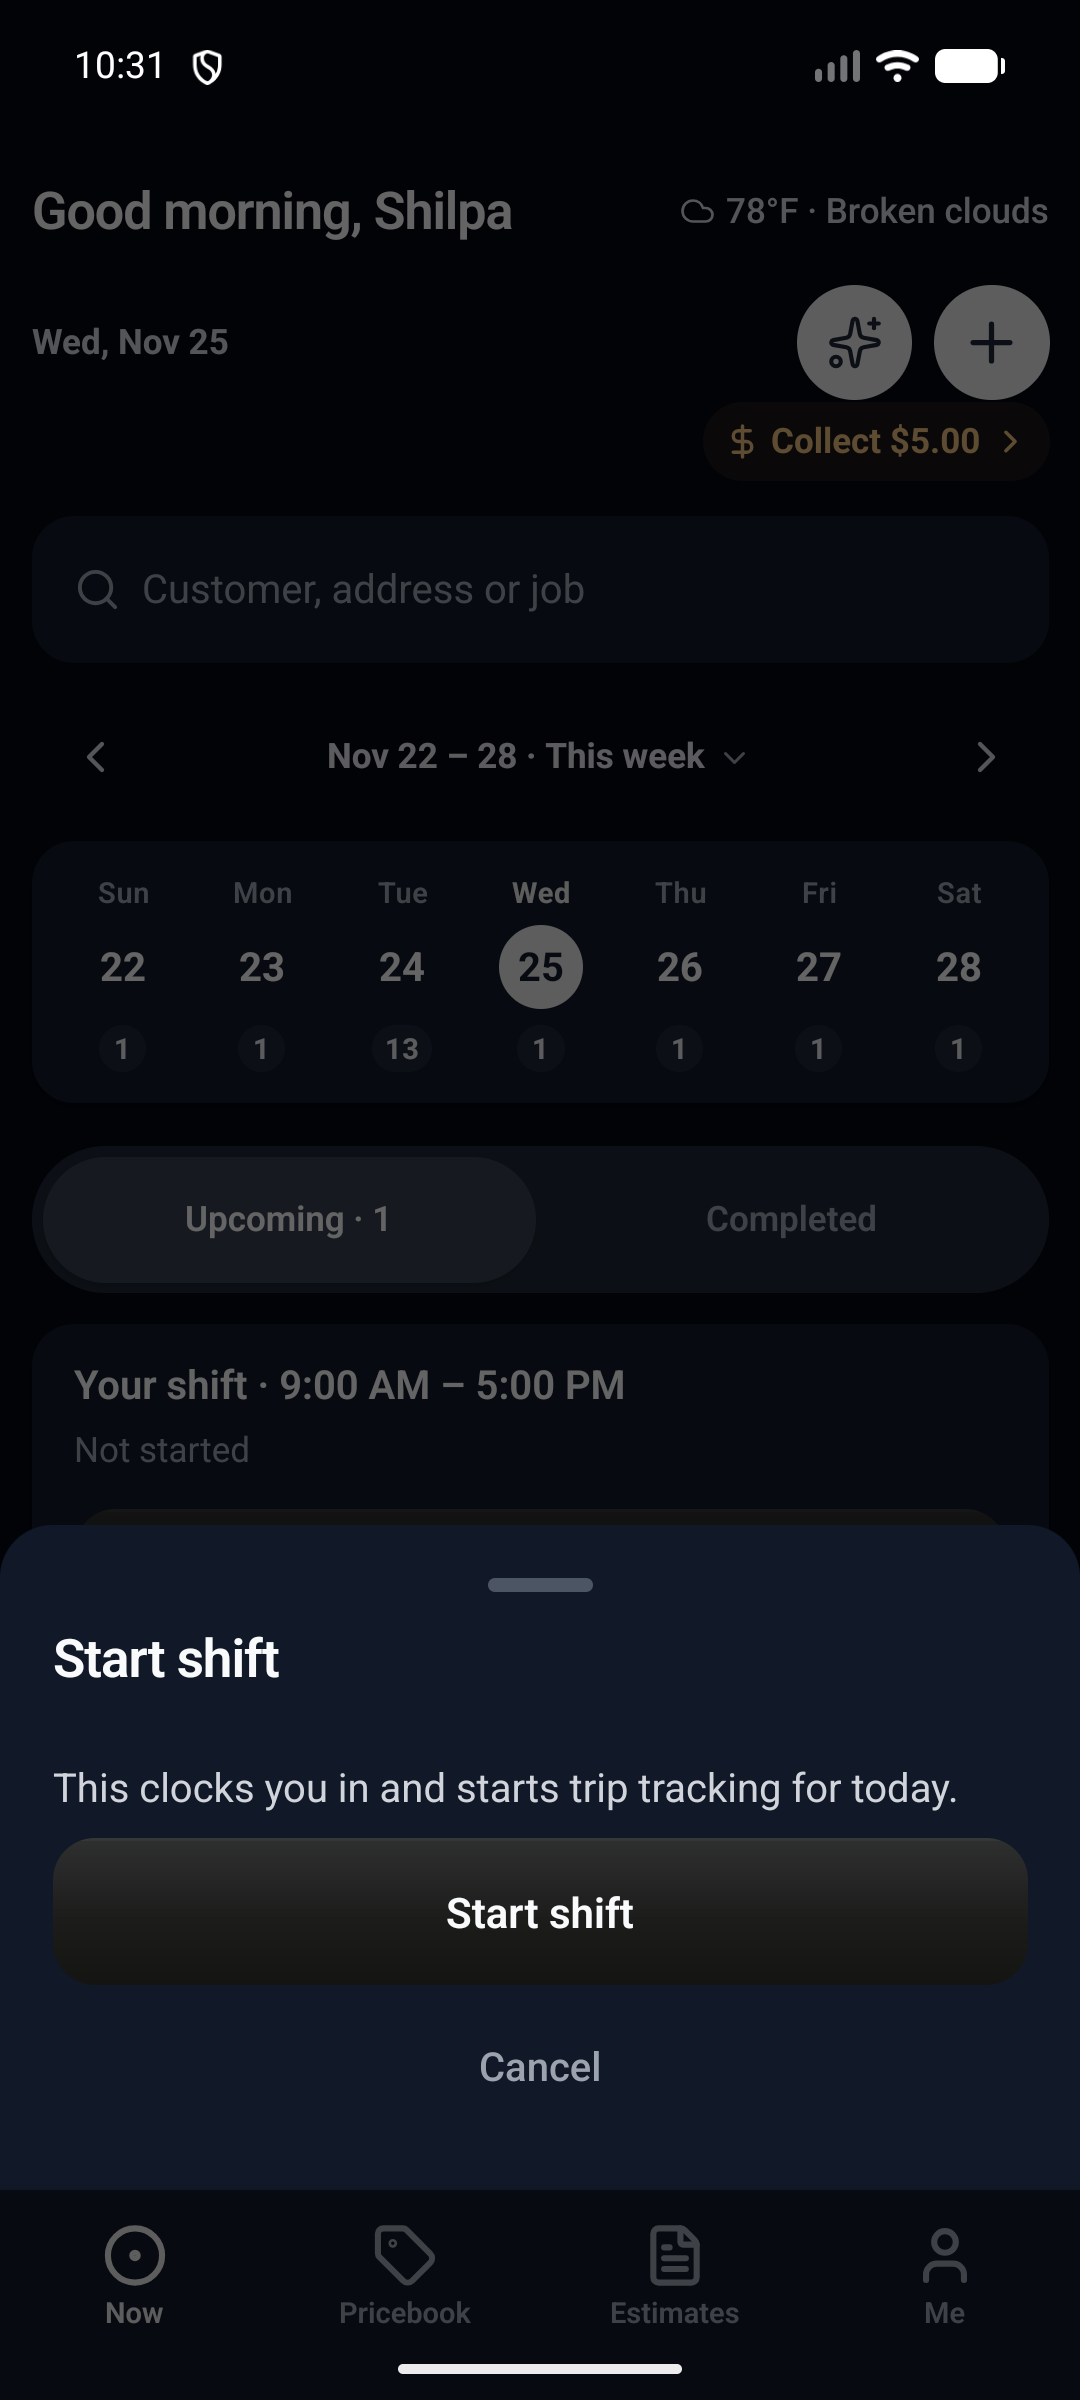 10:31
Good morning, Shilpa
78°F · Broken clouds
Wed, Nov 25
Collect $5.00
Customer, address or job
Nov 22 – 28 · This week
Sun Mon Tue Wed Thu Fri Sat
22 23 24 25 26 27 28
1 1 13 1 1 1 1
Upcoming · 1
Completed
Your shift · 9:00 AM – 5:00 PM
Not started
Start shift
This clocks you in and starts trip tracking for today.
Start shift
Cancel
Now Pricebook Estimates Me